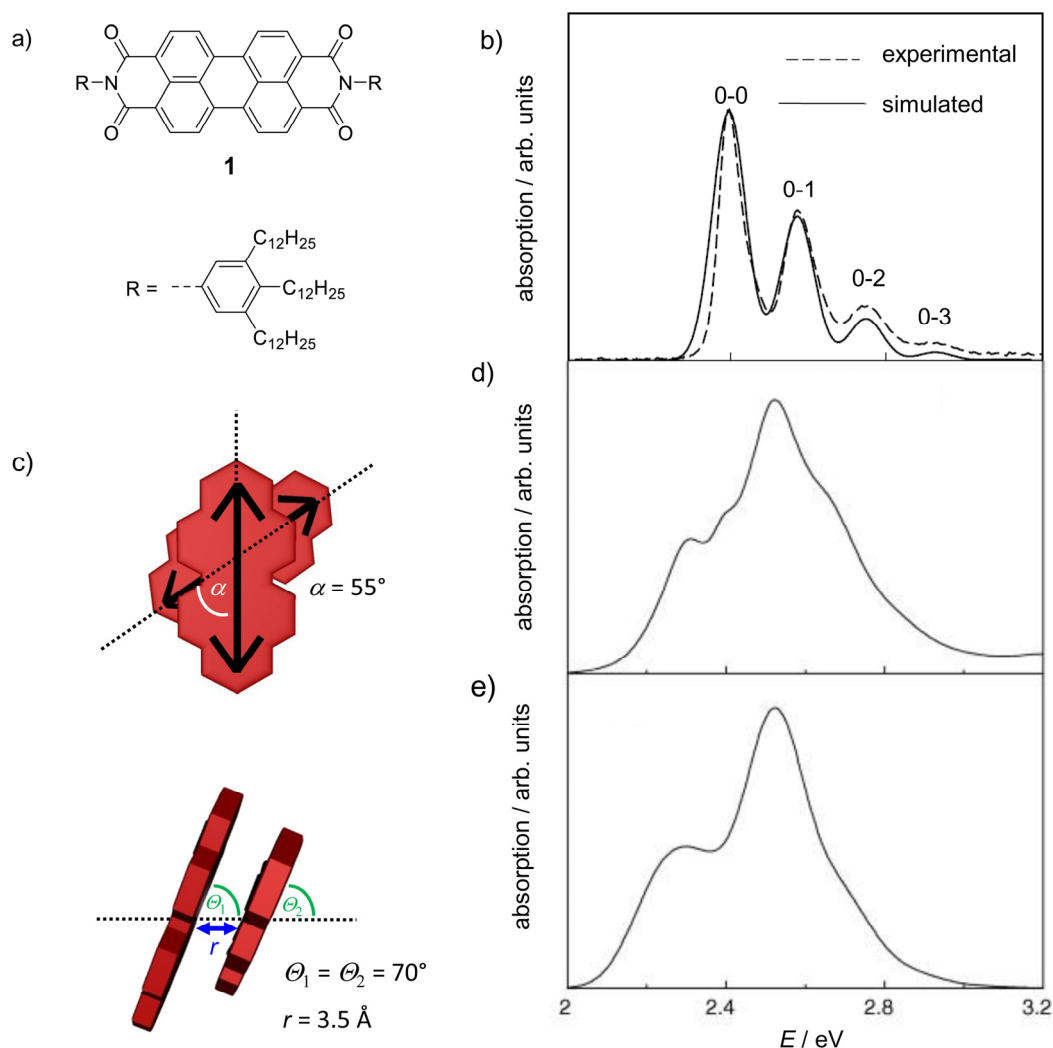 a)
O
O
R
N
N
R
O
O
1
C12H25
R =
C12H25
C12H25
b)
absorption / arb. units
experimental
simulated
0-0
0-1
0-2
0-3
c)
α
α = 55°
Θ1
Θ2
r
Θ1 = Θ2 = 70°
r = 3.5 Å
d)
absorption / arb. units
e)
absorption / arb. units
2
2.4
2.8
3.2
E / eV